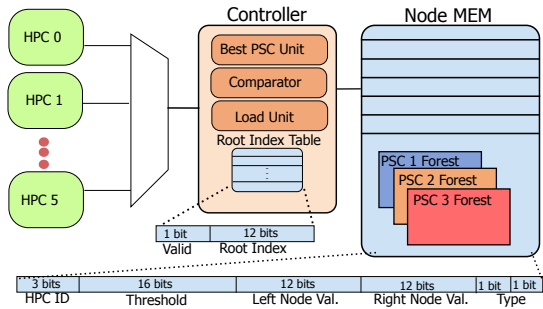 Controller
Node MEM
HPC 0
HPC 1
HPC 5
Best PSC Unit
Comparator
Load Unit
Root Index Table
PSC 1 Forest
PSC 2 Forest
PSC 3 Forest
1 bit
12 bits
Valid
Root Index
3 bits
16 bits
12 bits
12 bits
1 bit
1 bit
HPC ID
Threshold
Left Node Val.
Right Node Val.
Type